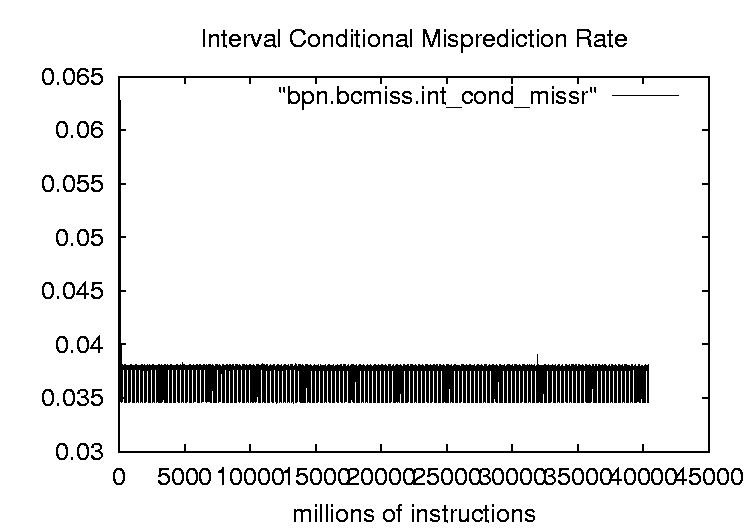 Interval Conditional Misprediction Rate
0.065
"bpn.bcmiss.int_cond_missr"
0.06
0.055
0.05
0.045
0.04
0.035
0.03
0 5000 10000 15000 20000 25000 30000 35000 40000 45000
millions of instructions